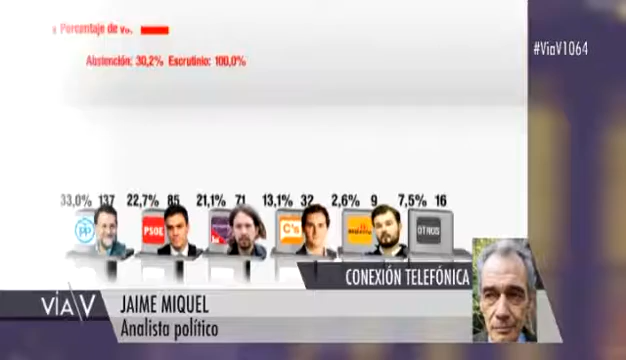 Porcentaje de vo.
#ViaV1064
Abstención: 30,2% Escrutinio: 100,0%
33,0% 137 22,7% 85 21,1% 71 13,1% 32 2,6% 9 7,5% 16
PP PSOE C's OTROS
CONEXIÓN TELEFÓNICA
VÍA/V
JAIME MIQUEL
Analista político